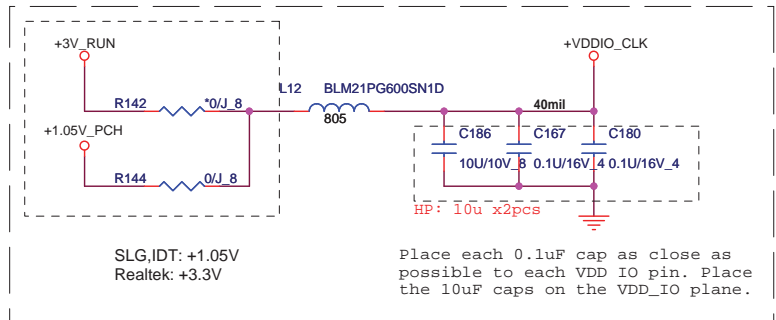 +3V_RUN
+VDDIO_CLK
L12 BLM21PG600SN1D
R142 *0/J_8
805
40mil
+1.05V_PCH
C186 C167 C180
10U/10V_8 0.1U/16V_4 0.1U/16V_4
R144 0/J_8
HP: 10u x2pcs
SLG,IDT: +1.05V
Realtek: +3.3V
Place each 0.1uF cap as close as
possible to each VDD IO pin. Place
the 10uF caps on the VDD_IO plane.